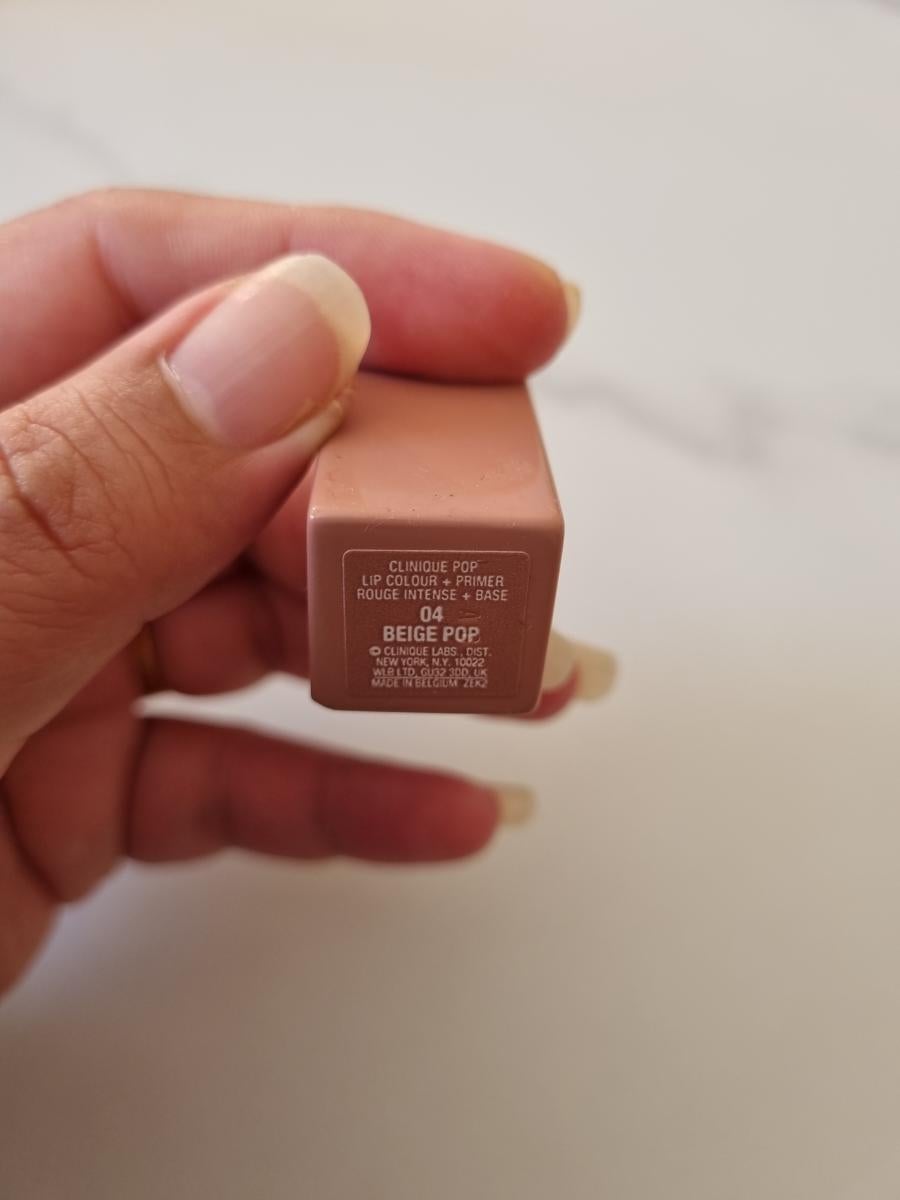 CLINIQUE POP
LIP COLOUR + PRIMER
ROUGE INTENSE + BASE
04
BEIGE POP
© CLINIQUE LABS., DIST.
NEW YORK, N.Y. 10022
WLR LTD, GU32 3DD, UK
MADE IN BELGIUM ZEK2